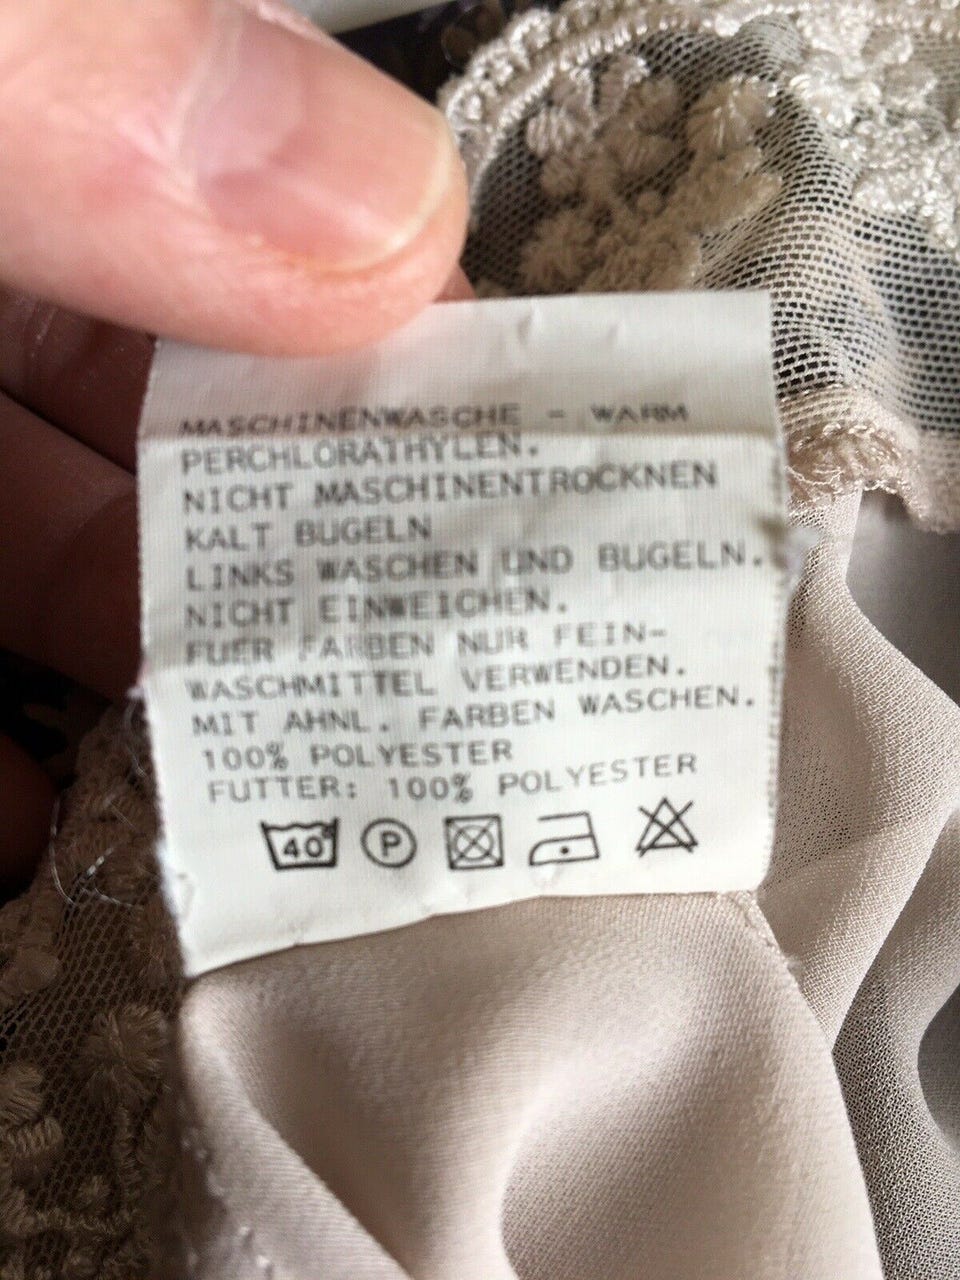 MASCHINENWASCHE - WARM
PERCHLORATHYLEN.
NICHT MASCHINENTROCKNEN
KALT BUGELN
LINKS WASCHEN UND BUGELN.
NICHT EINWEICHEN.
FUER FARBEN NUR FEIN-
WASCHMITTEL VERWENDEN.
MIT AHNL. FARBEN WASCHEN.
100% POLYESTER
FUTTER: 100% POLYESTER
40° P